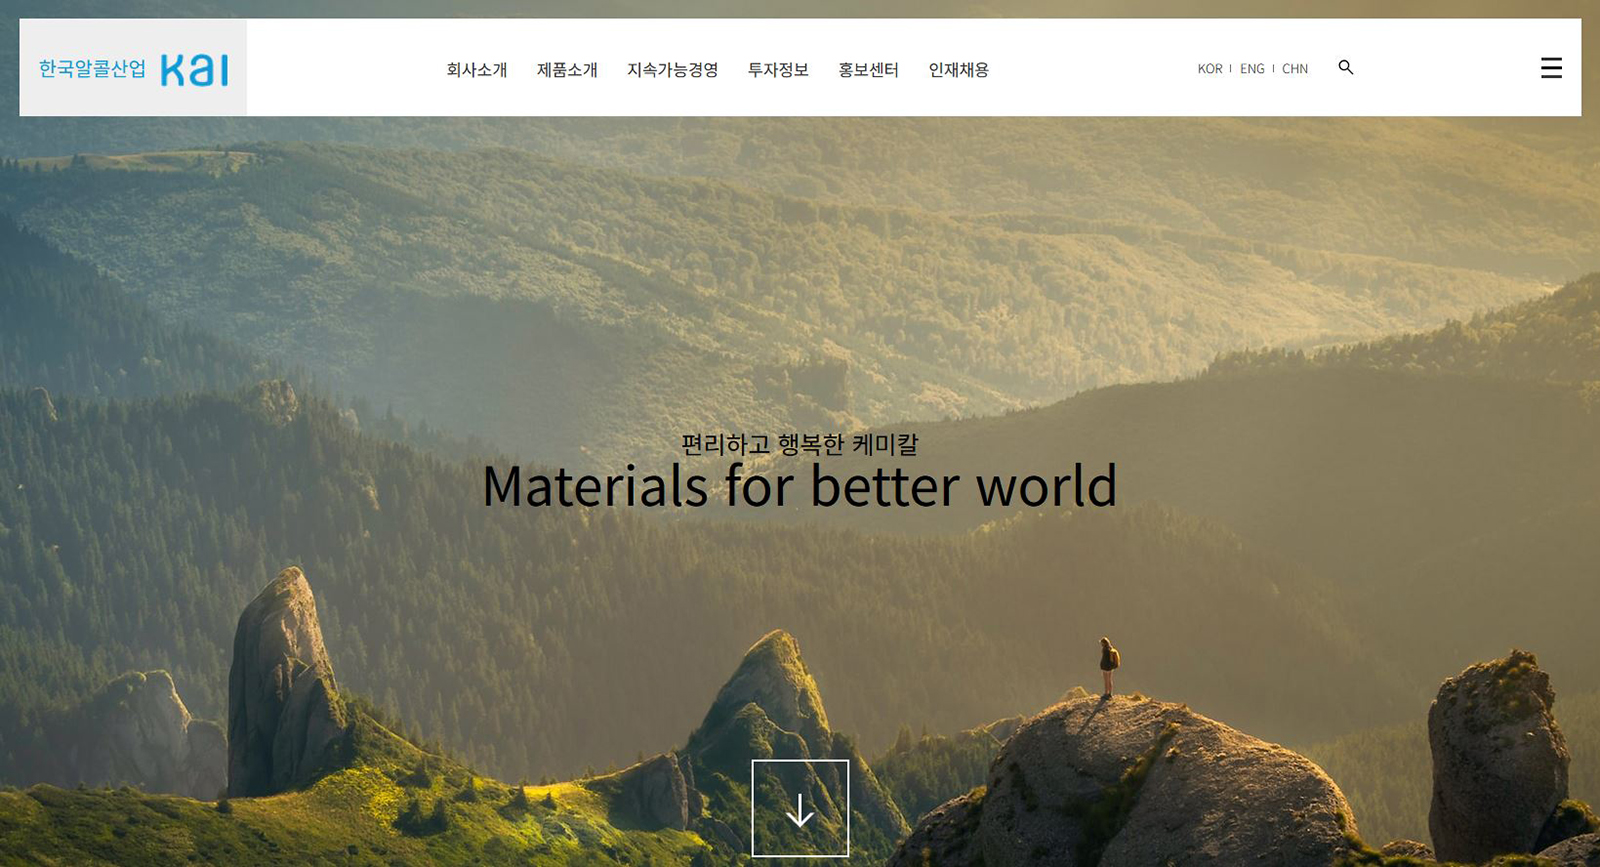 한국알콜산업 KAI
회사소개 제품소개 지속가능경영 투자정보 홍보센터 인재채용
KOR | ENG | CHN
편리하고 행복한 케미칼
Materials for better world